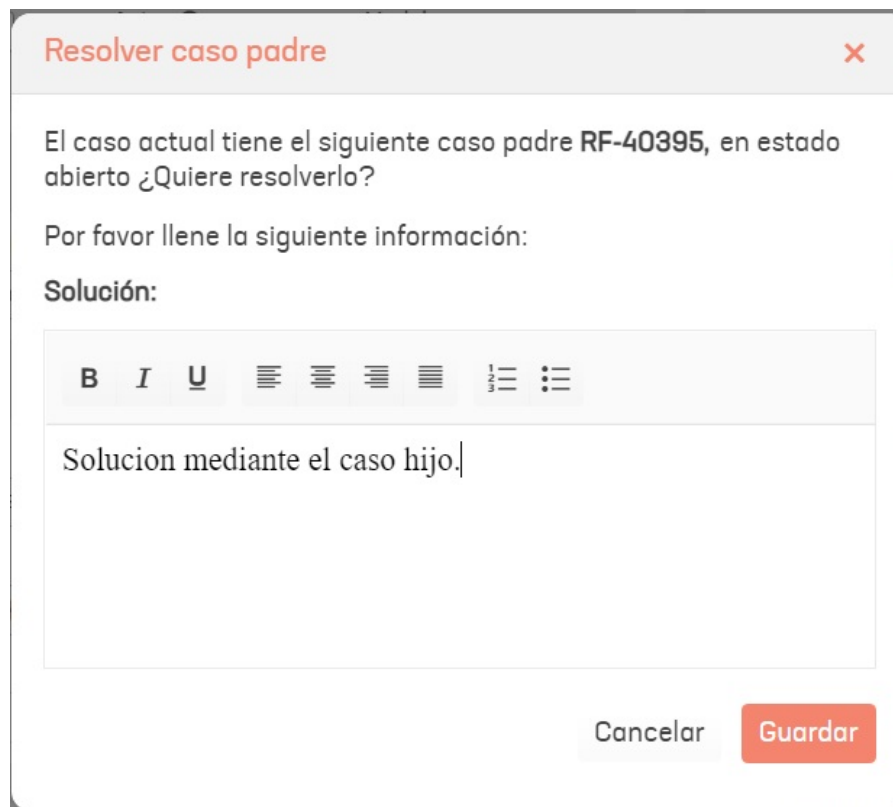 Resolver caso padre
El caso actual tiene el siguiente caso padre RF-40395, en estado
abierto ¿Quiere resolverlo?
Por favor llene la siguiente información:
Solución:
B I U
Solucion mediante el caso hijo.
Cancelar Guardar